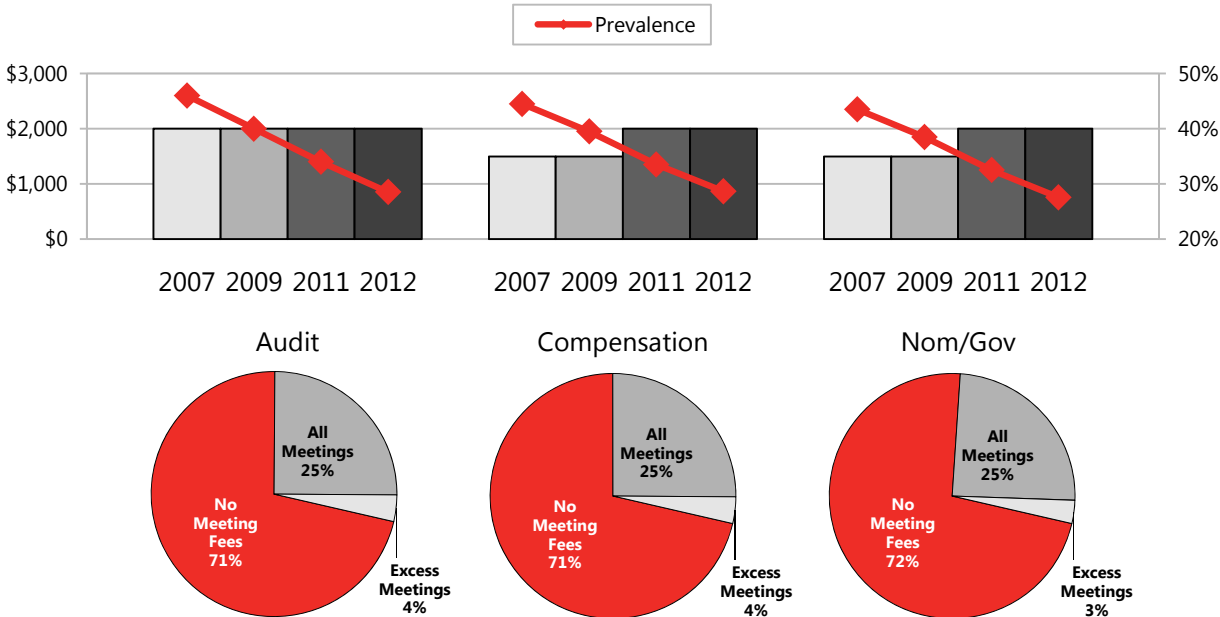 Prevalence
$3,000
$2,000
$1,000
$0
50%
40%
30%
20%
2007 2009 2011 2012
2007 2009 2011 2012
2007 2009 2011 2012
Audit
All
Meetings
25%
No
Meeting
Fees
71%
Excess
Meetings
4%
Compensation
All
Meetings
25%
No
Meeting
Fees
71%
Excess
Meetings
4%
Nom/Gov
All
Meetings
25%
No
Meeting
Fees
72%
Excess
Meetings
3%